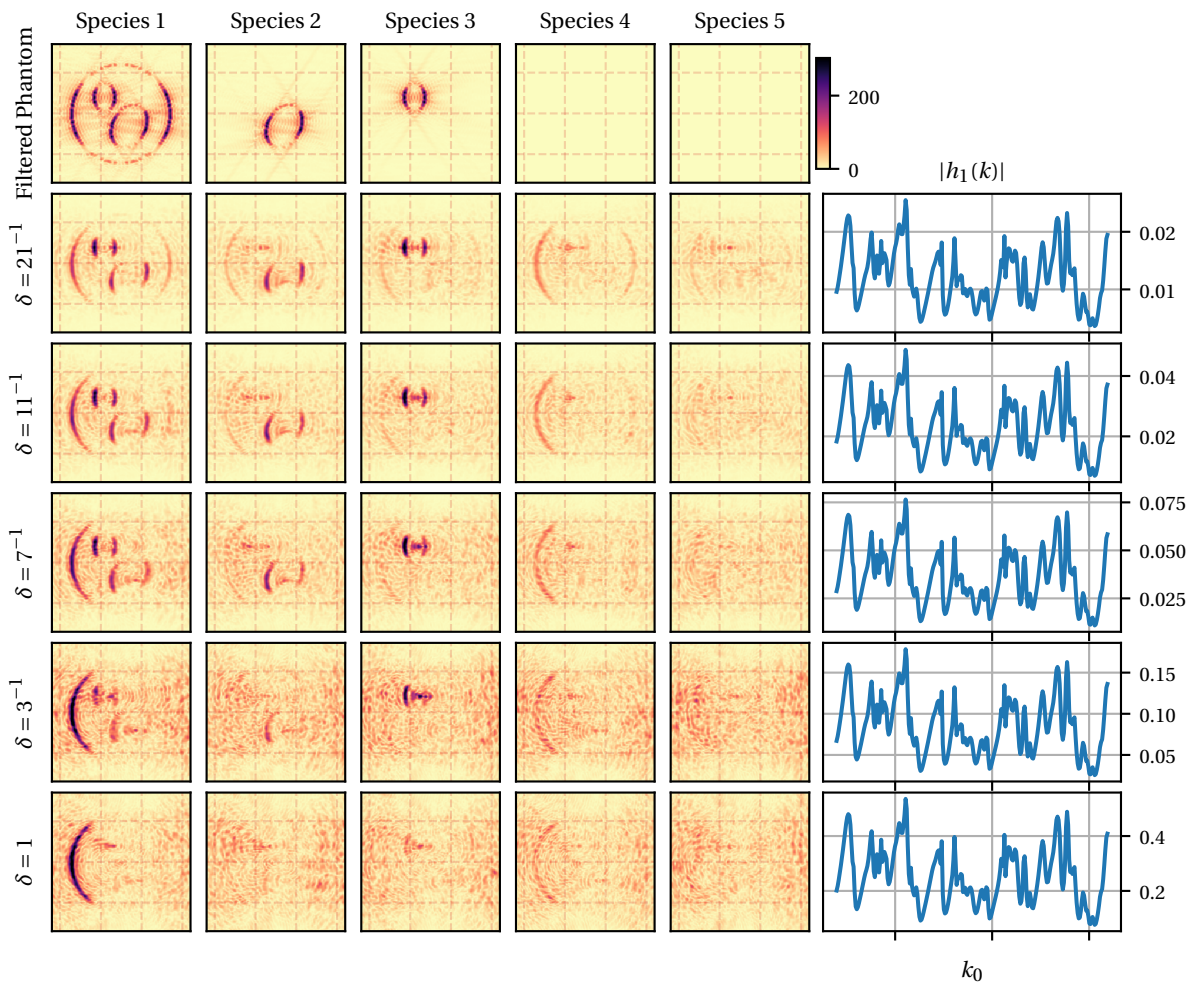 Species 1 Species 2 Species 3 Species 4 Species 5
Filtered Phantom
200
0
|h₁(k)|
δ = 21⁻¹
0.02
0.01
δ = 11⁻¹
0.04
0.02
δ = 7⁻¹
0.075
0.050
0.025
δ = 3⁻¹
0.15
0.10
0.05
δ = 1
0.4
0.2
k₀